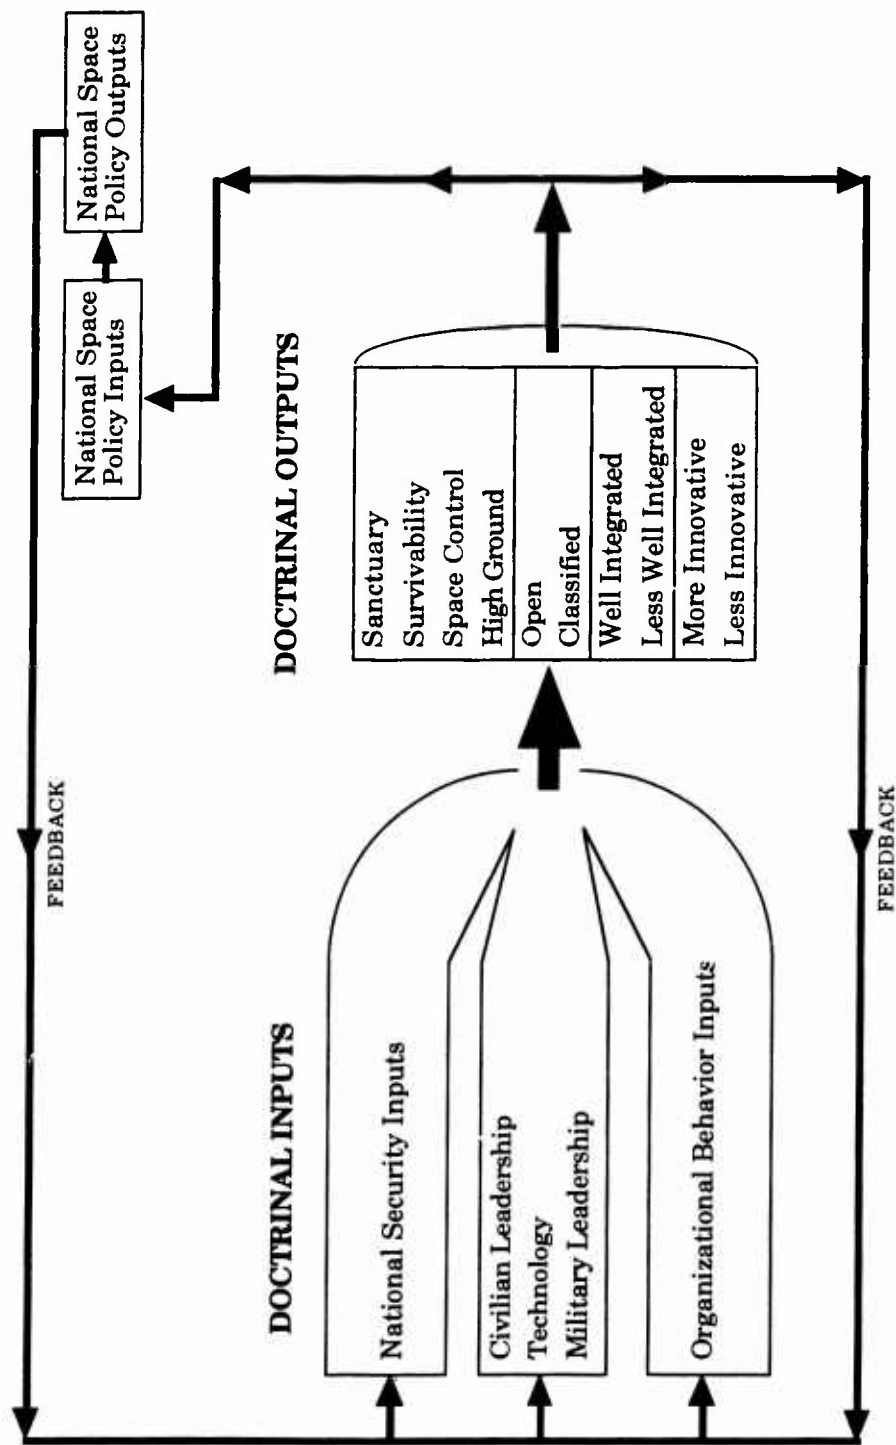 National Space
Policy Inputs
National Space
Policy Outputs
FEEDBACK
DOCTRINAL INPUTS
DOCTRINAL OUTPUTS
National Security Inputs
Civilian Leadership
Technology
Military Leadership
Organizational Behavior Inputs
Sanctuary
Survivability
Space Control
High Ground
Open
Classified
Well Integrated
Less Well Integrated
More Innovative
Less Innovative
FEEDBACK